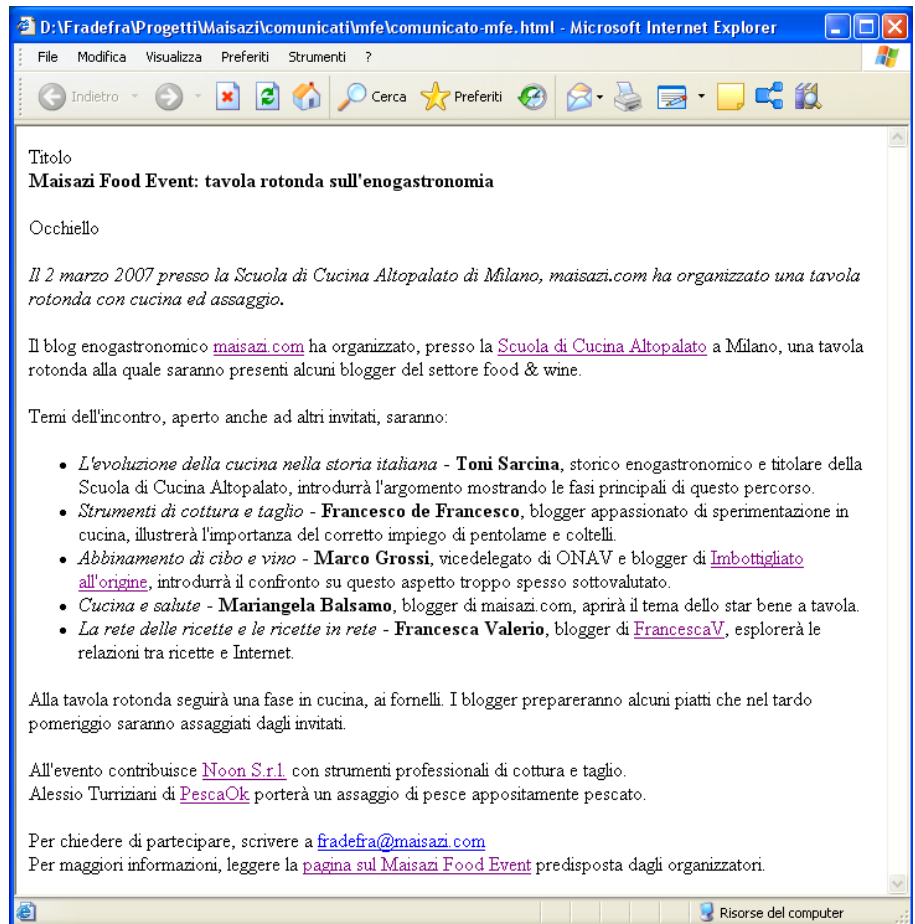 D:\Fradefra\Progetti\Maisazi\comunicati\mfe\comunicato-mfe.html - Microsoft Internet Explorer
File Modifica Visualizza Preferiti Strumenti ?
Indietro Cerca Preferiti
Titolo
Maisazi Food Event: tavola rotonda sull'enogastronomia
Occhiello
Il 2 marzo 2007 presso la Scuola di Cucina Altopalato di Milano, maisazi.com ha organizzato una tavola
rotonda con cucina ed assaggio.
Il blog enogastronomico maisazi.com ha organizzato, presso la Scuola di Cucina Altopalato a Milano, una tavola
rotonda alla quale saranno presenti alcuni blogger del settore food & wine.
Temi dell'incontro, aperto anche ad altri invitati, saranno:
• L'evoluzione della cucina nella storia italiana - Toni Sarcina, storico enogastronomico e titolare della
Scuola di Cucina Altopalato, introdurrà l'argomento mostrando le fasi principali di questo percorso.
• Strumenti di cottura e taglio - Francesco de Francesco, blogger appassionato di sperimentazione in
cucina, illustrerà l'importanza del corretto impiego di pentolame e coltelli.
• Abbinamento di cibo e vino - Marco Grossi, vicedelegato di ONAV e blogger di Imbottigliato
all'origine, introdurrà il confronto su questo aspetto troppo spesso sottovalutato.
• Cucina e salute - Mariangela Balsamo, blogger di maisazi.com, aprirà il tema dello star bene a tavola.
• La rete delle ricette e le ricette in rete - Francesca Valerio, blogger di FrancescaV, esplorerà le
relazioni tra ricette e Internet.
Alla tavola rotonda seguirà una fase in cucina, ai fornelli. I blogger prepareranno alcuni piatti che nel tardo
pomeriggio saranno assaggiati dagli invitati.
All'evento contribuisce Noon S.r.l. con strumenti professionali di cottura e taglio.
Alessio Turriziani di PescaOk porterà un assaggio di pesce appositamente pescato.
Per chiedere di partecipare, scrivere a fradefra@maisazi.com
Per maggiori informazioni, leggere la pagina sul Maisazi Food Event predisposta dagli organizzatori.
Risorse del computer